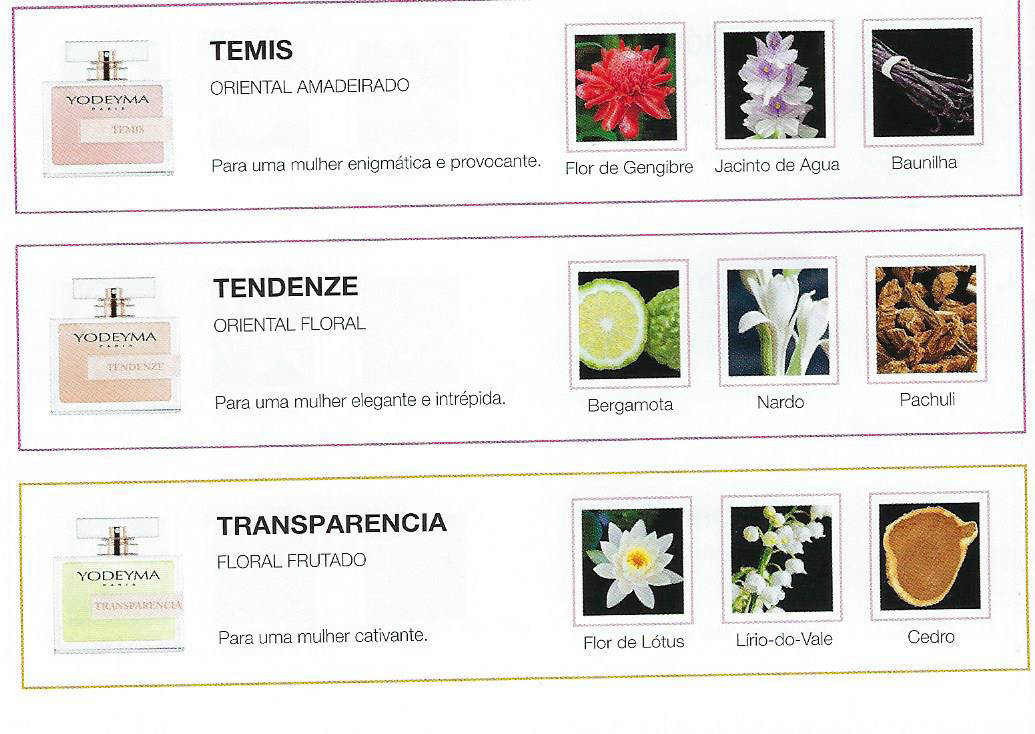 TEMIS
ORIENTAL AMADEIRADO
YODEYMA
PARIS
TEMIS
Para uma mulher enigmática e provocante.
Flor de Gengibre
Jacinto de Agua
Baunilha
TENDENZE
ORIENTAL FLORAL
YODEYMA
PARIS
TENDENZE
Para uma mulher elegante e intrépida.
Bergamota
Nardo
Pachuli
TRANSPARENCIA
FLORAL FRUTADO
YODEYMA
PARIS
TRANSPARENCIA
Para uma mulher cativante.
Flor de Lótus
Lírio-do-Vale
Cedro